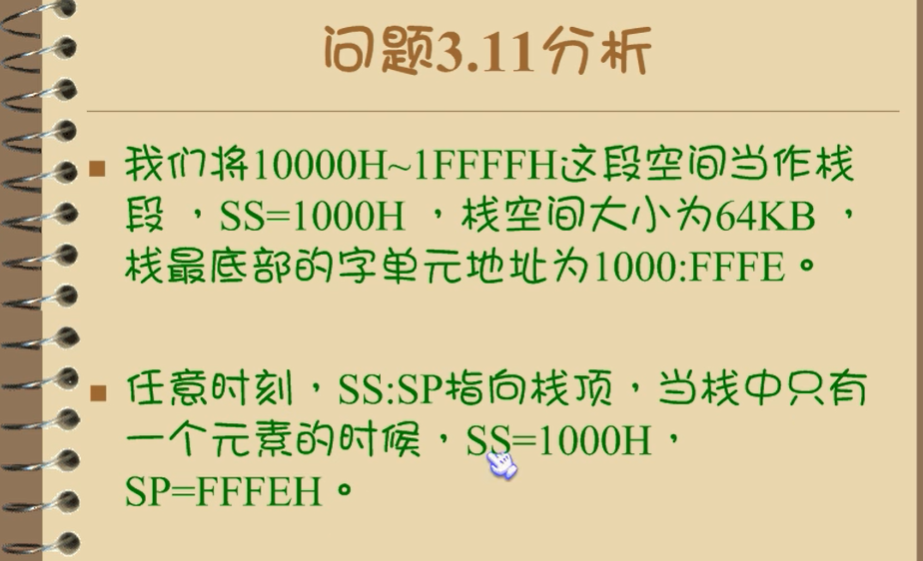 问题3.11分析
我们将10000H~1FFFFH这段空间当作栈
段 ，SS=1000H ，栈空间大小为64KB ，
栈最底部的字单元地址为1000:FFFE。
任意时刻，SS:SP指向栈顶，当栈中只有
一个元素的时候，SS=1000H，
SP=FFFEH。